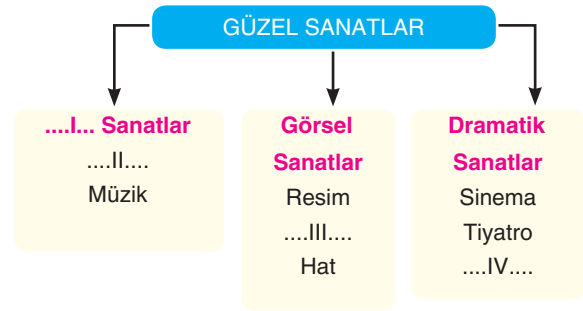 GÜZEL SANATLAR
....I... Sanatlar
....II....
Müzik
Görsel
Sanatlar
Resim
....III....
Hat
Dramatik
Sanatlar
Sinema
Tiyatro
....IV....